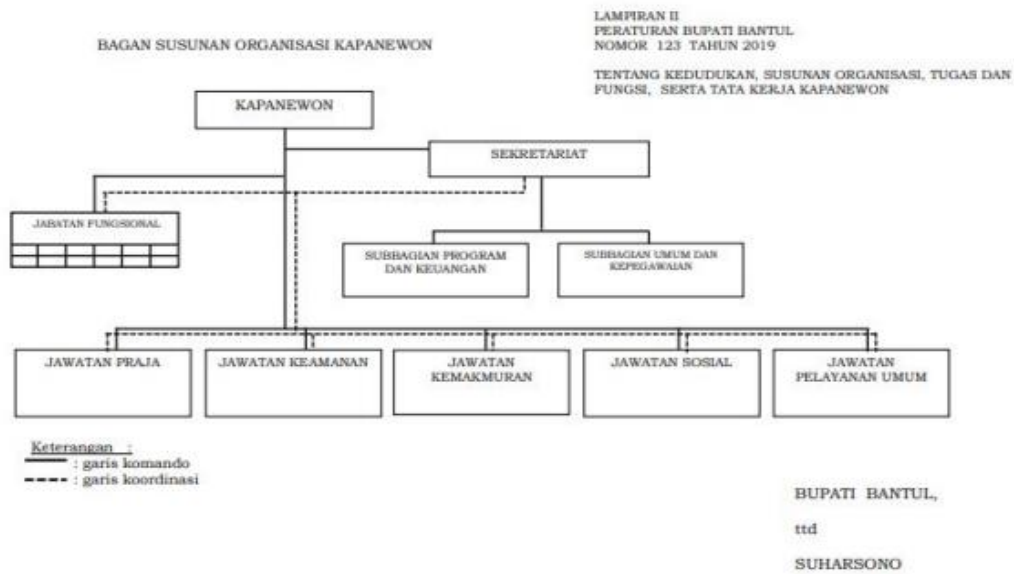 LAMPIRAN II
PERATURAN BUPATI BANTUL
NOMOR 123 TAHUN 2019
TENTANG KEDUDUKAN, SUSUNAN ORGANISASI, TUGAS DAN
FUNGSI, SERTA TATA KERJA KAPANEWON
BAGAN SUSUNAN ORGANISASI KAPANEWON
KAPANEWON
SEKRETARIAT
JABATAN FUNGSIONAL
SUBBAGIAN PROGRAM
DAN KEUANGAN
SUBBAGIAN UMUM DAN
KEPEGAWAIAN
JAWATAN PRAJA
JAWATAN KEAMANAN
JAWATAN
KEMAKMURAN
JAWATAN SOSIAL
JAWATAN
PELAYANAN UMUM
Keterangan :
: garis komando
: garis koordinasi
BUPATI BANTUL,
ttd
SUHARSONO